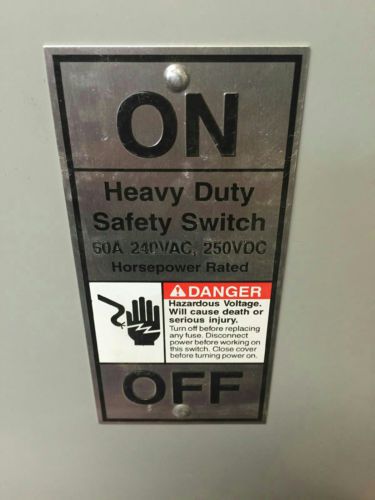 ON
Heavy Duty
Safety Switch
60A 240VAC, 250VDC
Horsepower Rated
DANGER
Hazardous Voltage.
Will cause death or
serious injury.
Turn off before replacing
any fuse. Disconnect
power before working on
this switch. Close cover
before turning power on.
OFF